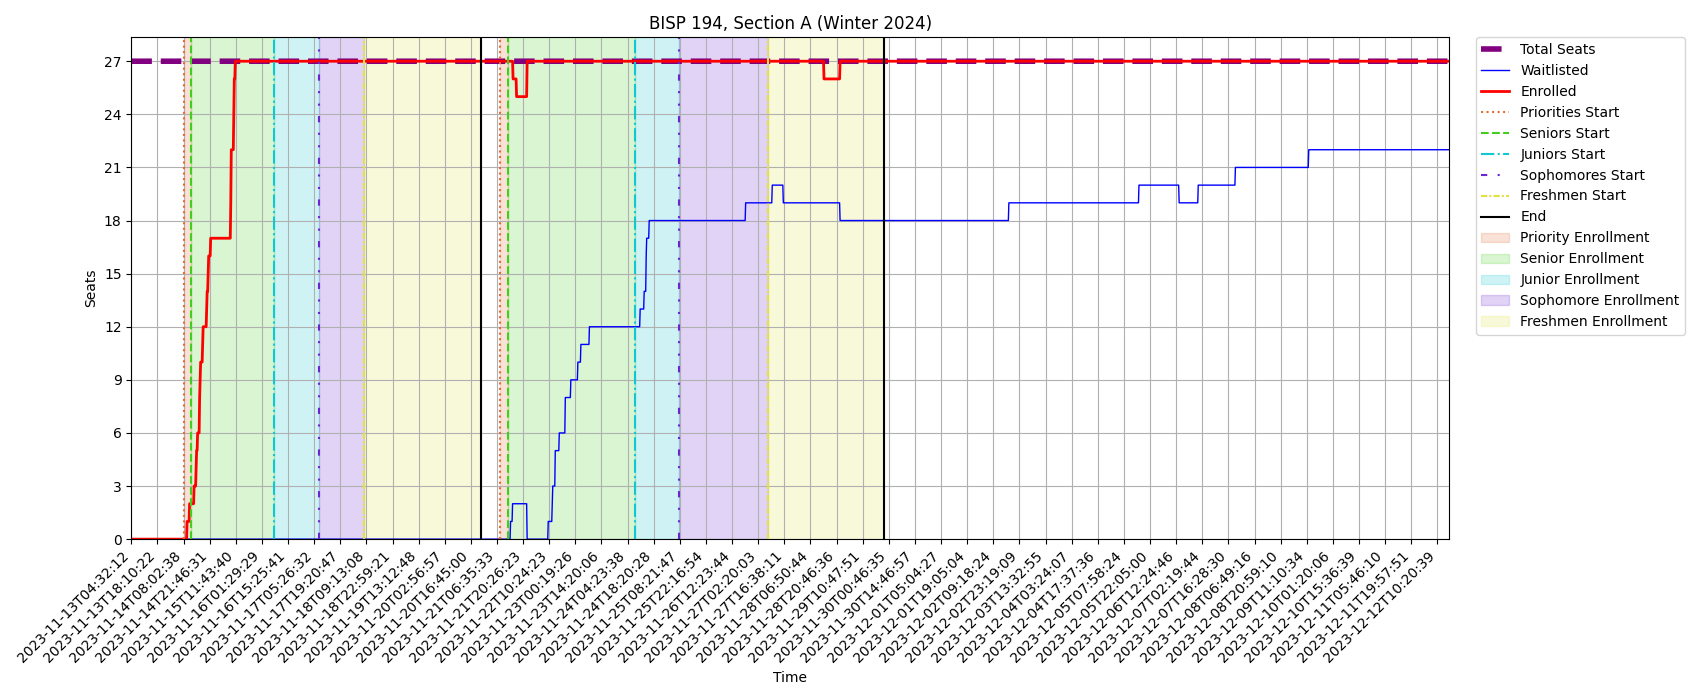 BISP 194, Section A (Winter 2024)
Seats
27
24
21
18
15
12
9
6
3
0
2023-11-13T04:32:12
2023-11-13T18:10:22
2023-11-14T08:02:38
2023-11-14T21:46:31
2023-11-15T11:43:40
2023-11-16T01:29:29
2023-11-16T15:25:41
2023-11-17T05:26:32
2023-11-17T19:20:47
2023-11-18T09:13:08
2023-11-18T22:59:21
2023-11-19T13:12:48
2023-11-20T02:56:57
2023-11-20T16:45:00
2023-11-21T06:35:33
2023-11-21T20:26:23
2023-11-22T10:24:23
2023-11-23T00:19:26
2023-11-23T14:20:06
2023-11-24T04:23:38
2023-11-24T18:20:28
2023-11-25T08:21:47
2023-11-25T22:16:54
2023-11-26T12:23:44
2023-11-27T02:20:03
2023-11-27T16:38:11
2023-11-28T06:50:44
2023-11-28T20:46:36
2023-11-29T10:47:51
2023-11-30T00:46:35
2023-11-30T14:46:57
2023-12-01T05:04:27
2023-12-01T19:05:04
2023-12-02T09:18:24
2023-12-02T23:19:09
2023-12-03T13:32:55
2023-12-04T03:24:07
2023-12-04T17:37:36
2023-12-05T07:58:24
2023-12-05T22:05:00
2023-12-06T12:24:46
2023-12-07T02:19:44
2023-12-07T16:28:30
2023-12-08T06:49:16
2023-12-08T20:59:10
2023-12-09T11:10:34
2023-12-10T01:20:06
2023-12-10T15:36:39
2023-12-11T05:46:10
2023-12-11T19:57:51
2023-12-12T10:20:39
Time
Total Seats
Waitlisted
Enrolled
Priorities Start
Seniors Start
Juniors Start
Sophomores Start
Freshmen Start
End
Priority Enrollment
Senior Enrollment
Junior Enrollment
Sophomore Enrollment
Freshmen Enrollment